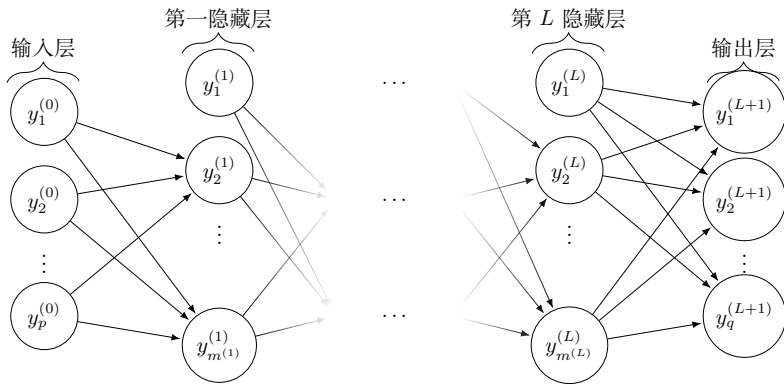 第一隐藏层
第 L 隐藏层
输入层
输出层
y_1^{(0)}
y_2^{(0)}
⋮
y_p^{(0)}
y_1^{(1)}
y_2^{(1)}
⋮
y_{m^{(1)}}^{(1)}
…
…
…
y_1^{(L)}
y_2^{(L)}
⋮
y_{m^{(L)}}^{(L)}
y_1^{(L+1)}
y_2^{(L+1)}
⋮
y_q^{(L+1)}